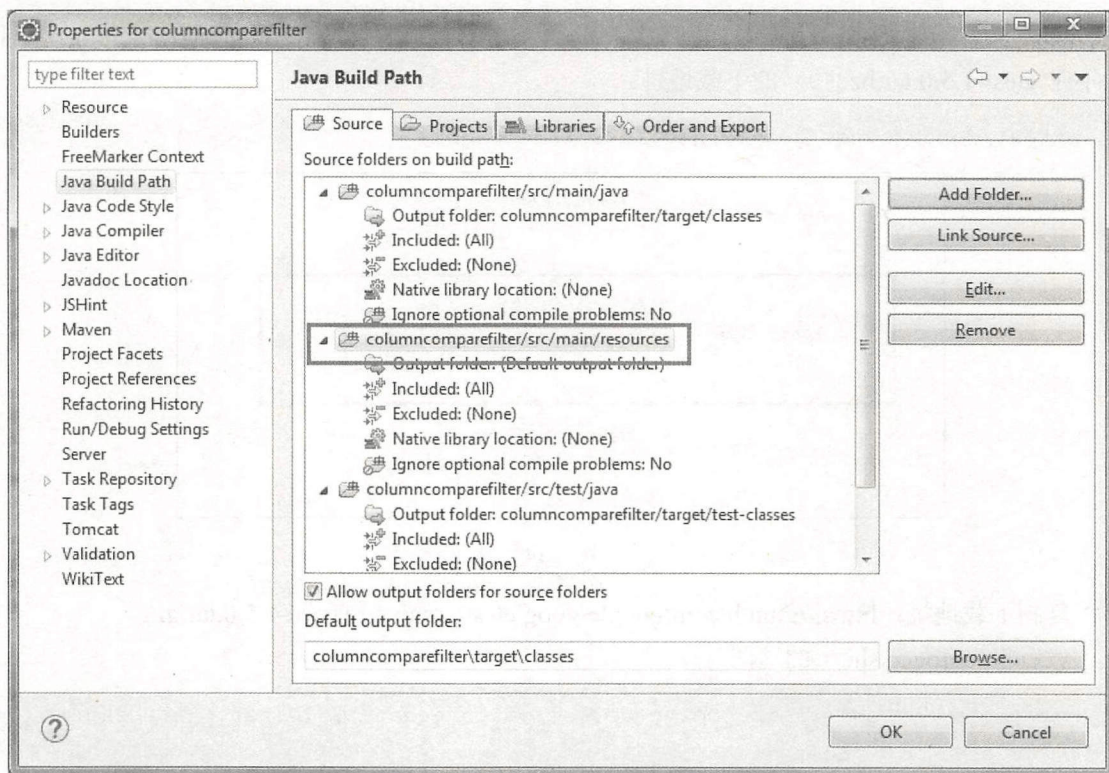 Properties for columncomparefilter
type filter text
Resource
Builders
FreeMarker Context
Java Build Path
Java Code Style
Java Compiler
Java Editor
Javadoc Location
JSHint
Maven
Project Facets
Project References
Refactoring History
Run/Debug Settings
Server
Task Repository
Task Tags
Tomcat
Validation
WikiText
Java Build Path
Source
Projects
Libraries
Order and Export
Source folders on build path:
columncomparefilter/src/main/java
Output folder: columncomparefilter/target/classes
Included: (All)
Excluded: (None)
Native library location: (None)
Ignore optional compile problems: No
columncomparefilter/src/main/resources
Output folder: (Default output folder)
Included: (All)
Excluded: (None)
Native library location: (None)
Ignore optional compile problems: No
columncomparefilter/src/test/java
Output folder: columncomparefilter/target/test-classes
Included: (All)
Excluded: (None)
Add Folder...
Link Source...
Edit...
Remove
Allow output folders for source folders
Default output folder:
columncomparefilter\target\classes
Browse...
OK
Cancel